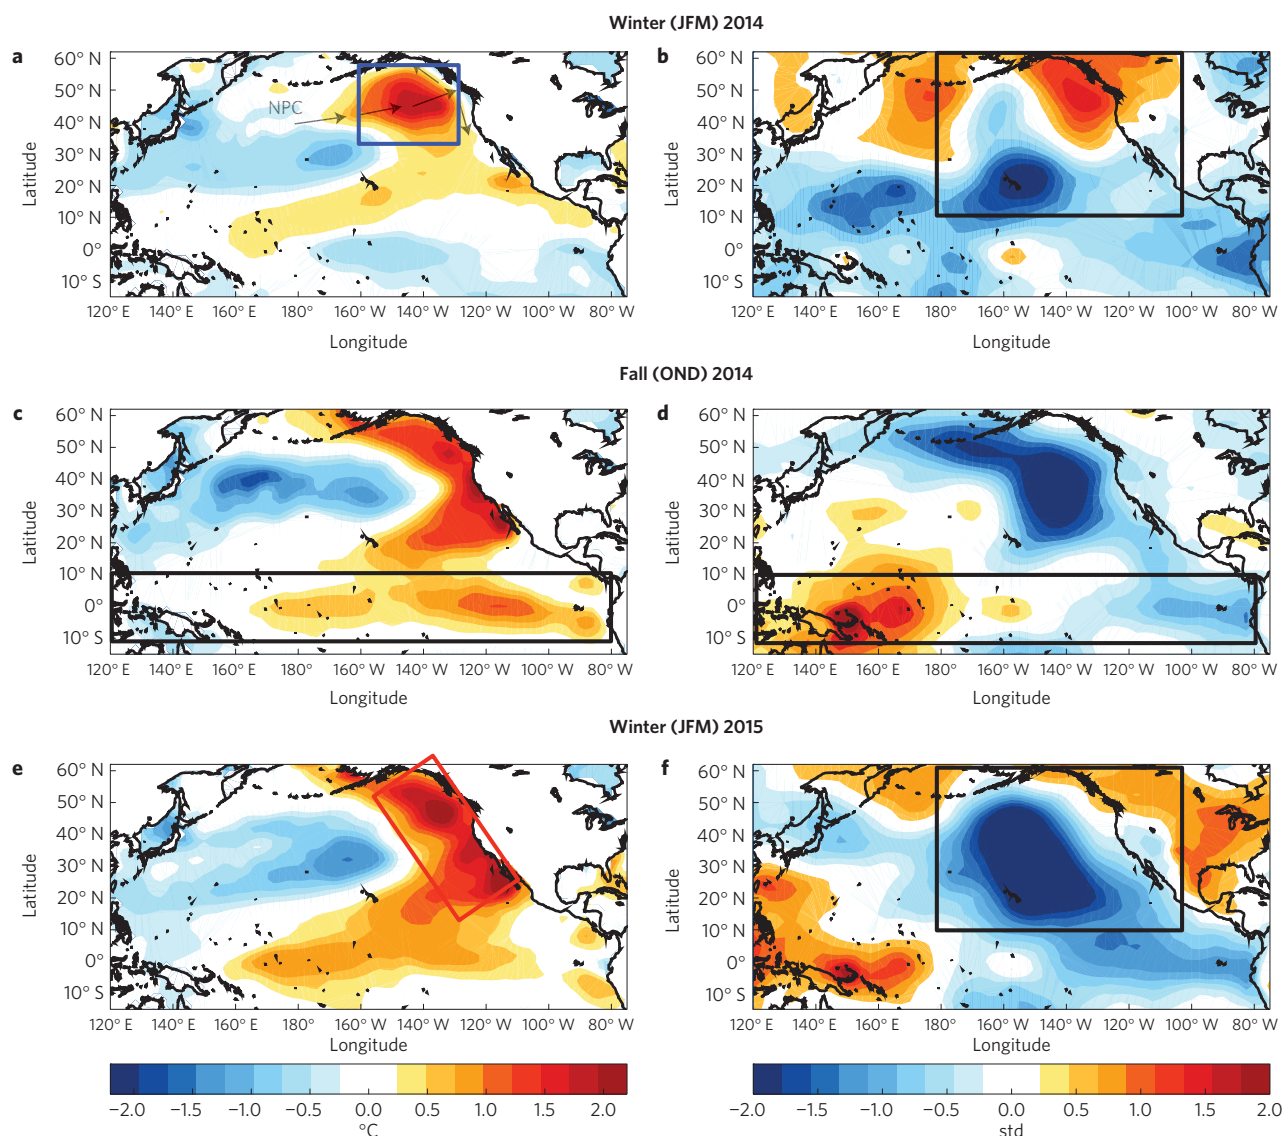 Winter (JFM) 2014
a
60° N
50° N
40° N
30° N
20° N
10° N
0°
10° S
Latitude
NPC
120° E 140° E 160° E 180° 160° W 140° W 120° W 100° W 80° W
Longitude
b
60° N
50° N
40° N
30° N
20° N
10° N
0°
10° S
Latitude
120° E 140° E 160° E 180° 160° W 140° W 120° W 100° W 80° W
Longitude
Fall (OND) 2014
c
60° N
50° N
40° N
30° N
20° N
10° N
0°
10° S
Latitude
120° E 140° E 160° E 180° 160° W 140° W 120° W 100° W 80° W
Longitude
d
60° N
50° N
40° N
30° N
20° N
10° N
0°
10° S
Latitude
120° E 140° E 160° E 180° 160° W 140° W 120° W 100° W 80° W
Longitude
Winter (JFM) 2015
e
60° N
50° N
40° N
30° N
20° N
10° N
0°
10° S
Latitude
120° E 140° E 160° E 180° 160° W 140° W 120° W 100° W 80° W
Longitude
f
60° N
50° N
40° N
30° N
20° N
10° N
0°
10° S
Latitude
120° E 140° E 160° E 180° 160° W 140° W 120° W 100° W 80° W
Longitude
−2.0 −1.5 −1.0 −0.5 0.0 0.5 1.0 1.5 2.0
°C
−2.0 −1.5 −1.0 −0.5 0.0 0.5 1.0 1.5 2.0
std